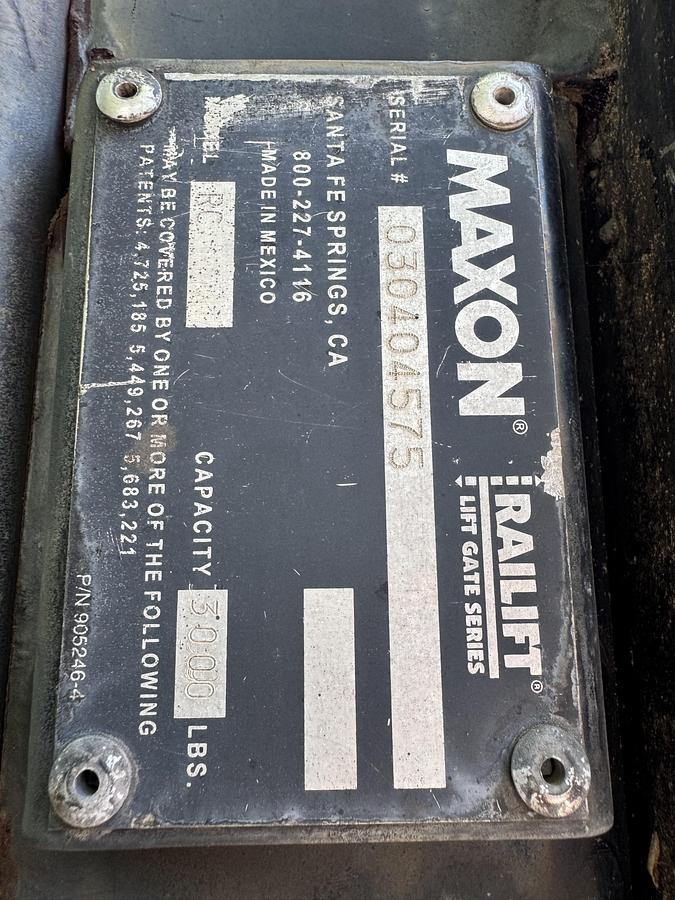 MAXON® RAILIFT®
LIFT GATE SERIES
SERIAL # 030404575
SANTA FE SPRINGS, CA
800-227-4116
MADE IN MEXICO
RC
CAPACITY 3000 LBS.
MAY BE COVERED BY ONE OR MORE OF THE FOLLOWING
PATENTS: 4,725,185 5,449,267 5,683,221
P/N 905246-4